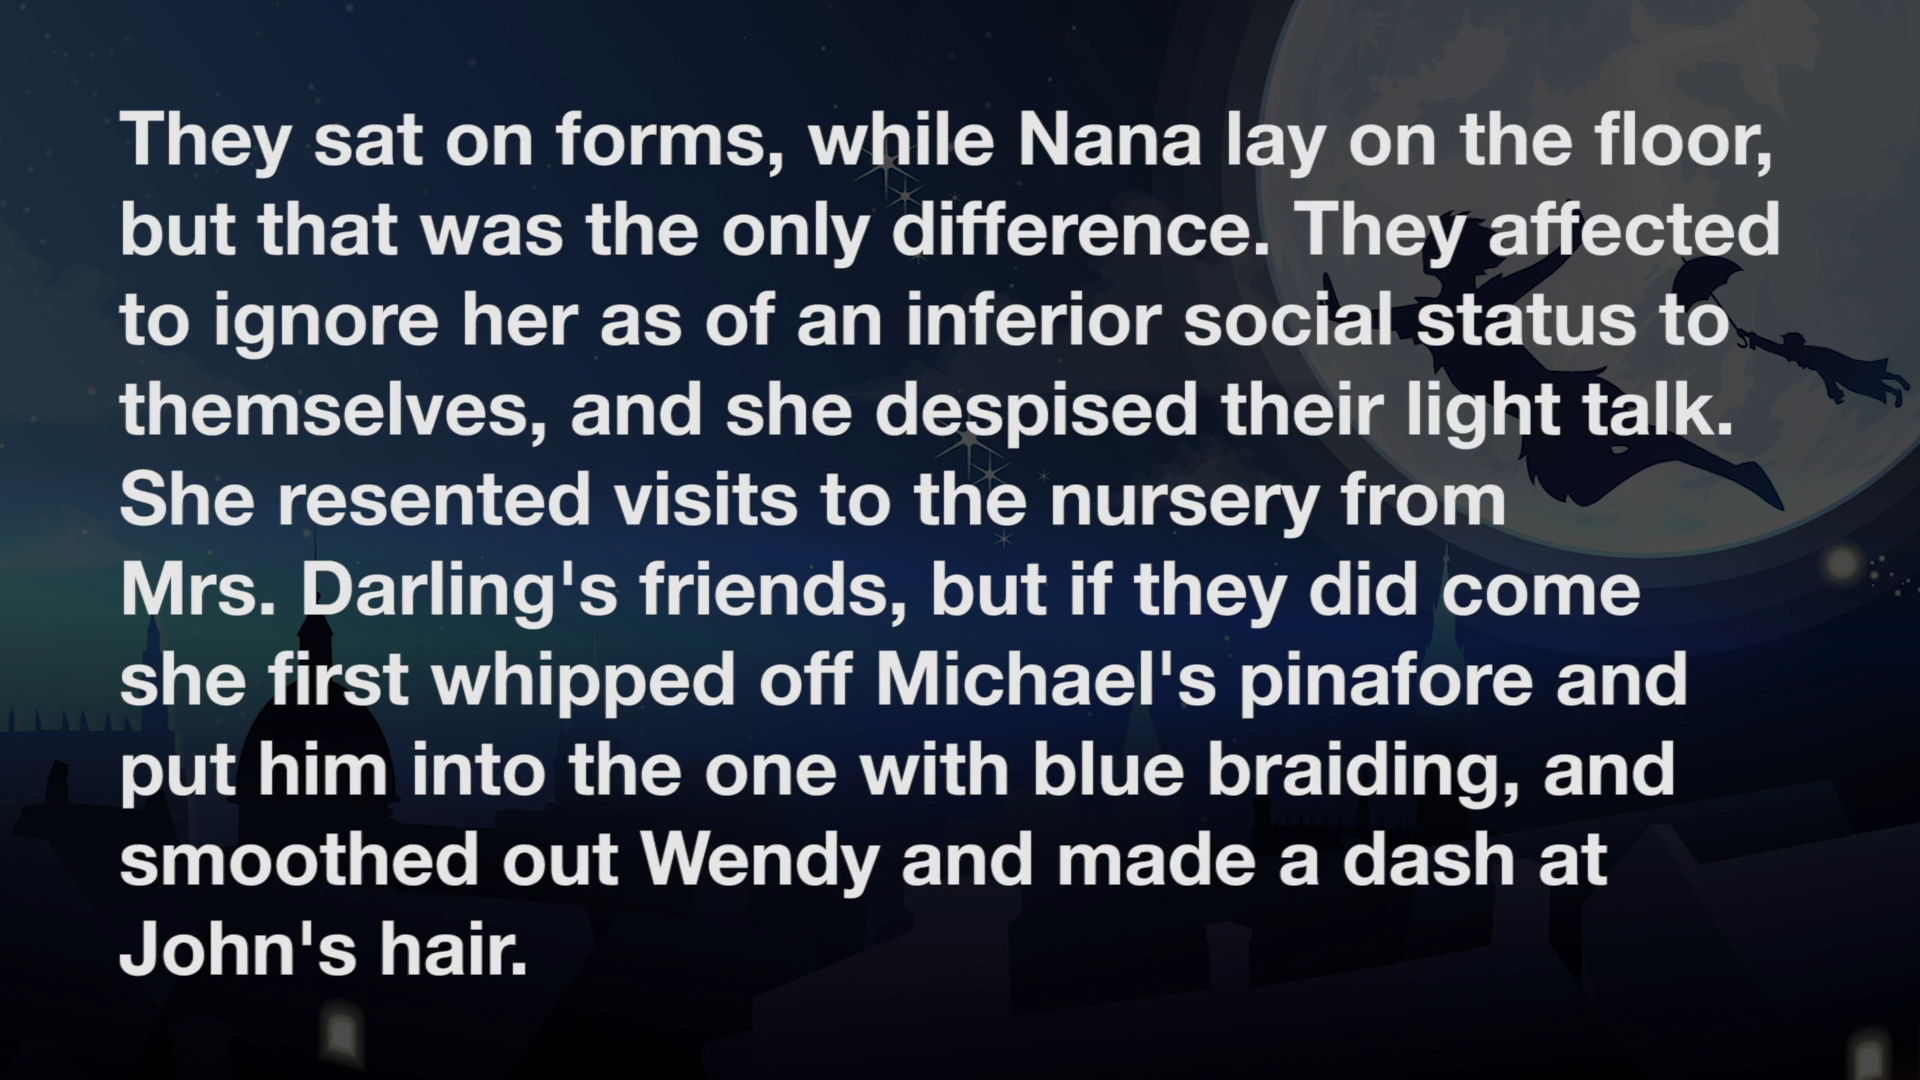 They sat on forms, while Nana lay on the floor,
but that was the only difference. They affected
to ignore her as of an inferior social status to
themselves, and she despised their light talk.
She resented visits to the nursery from
Mrs. Darling's friends, but if they did come
she first whipped off Michael's pinafore and
put him into the one with blue braiding, and
smoothed out Wendy and made a dash at
John's hair.